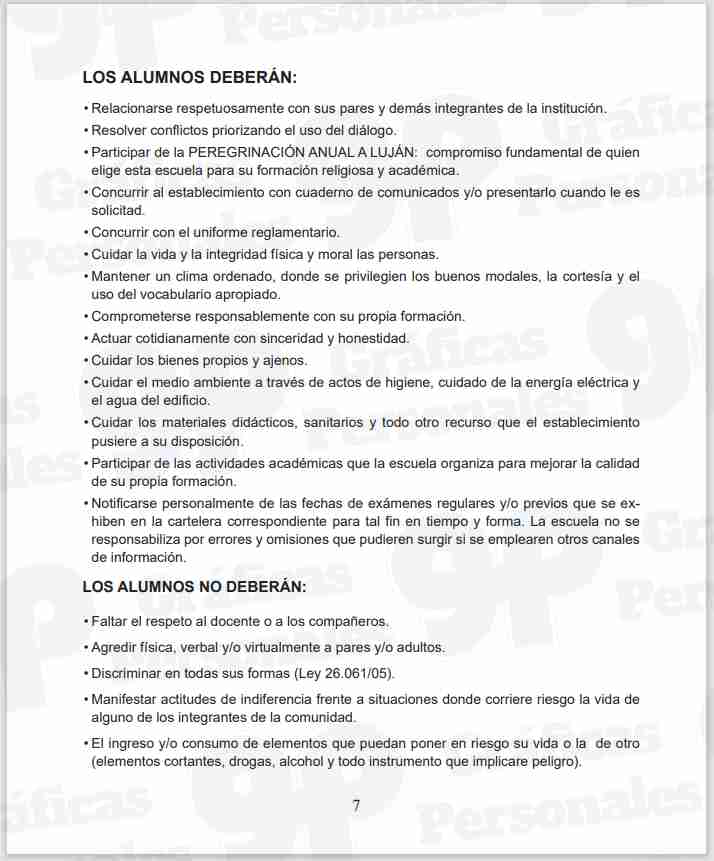 LOS ALUMNOS DEBERÁN:
• Relacionarse respetuosamente con sus pares y demás integrantes de la institución.
• Resolver conflictos priorizando el uso del diálogo.
• Participar de la PEREGRINACIÓN ANUAL A LUJÁN:  compromiso fundamental de quien
elige esta escuela para su formación religiosa y académica.
• Concurrir al establecimiento con cuaderno de comunicados y/o presentarlo cuando le es
solicitad.
• Concurrir con el uniforme reglamentario.
• Cuidar la vida y la integridad física y moral las personas.
• Mantener un clima ordenado, donde se privilegien los buenos modales, la cortesía y el
uso del vocabulario apropiado.
• Comprometerse responsablemente con su propia formación.
• Actuar cotidianamente con sinceridad y honestidad.
• Cuidar los bienes propios y ajenos.
• Cuidar el medio ambiente a través de actos de higiene, cuidado de la energía eléctrica y
el agua del edificio.
• Cuidar los materiales didácticos, sanitarios y todo otro recurso que el establecimiento
pusiere a su disposición.
• Participar de las actividades académicas que la escuela organiza para mejorar la calidad
de su propia formación.
• Notificarse personalmente de las fechas de exámenes regulares y/o previos que se ex-
hiben en la cartelera correspondiente para tal fin en tiempo y forma. La escuela no se
responsabiliza por errores y omisiones que pudieren surgir si se emplearen otros canales
de información.
LOS ALUMNOS NO DEBERÁN:
• Faltar el respeto al docente o a los compañeros.
• Agredir física, verbal y/o virtualmente a pares y/o adultos.
• Discriminar en todas sus formas (Ley 26.061/05).
• Manifestar actitudes de indiferencia frente a situaciones donde corriere riesgo la vida de
alguno de los integrantes de la comunidad.
• El ingreso y/o consumo de elementos que puedan poner en riesgo su vida o la  de otro
(elementos cortantes, drogas, alcohol y todo instrumento que implicare peligro).
7
gp Gráficas Personales